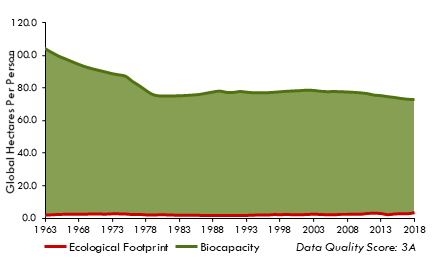 120.0
100.0
80.0
60.0
40.0
20.0
0.0
Global Hectares Per Person
1963 1968 1973 1978 1983 1988 1993 1998 2003 2008 2013 2018
Ecological Footprint Biocapacity Data Quality Score: 3A